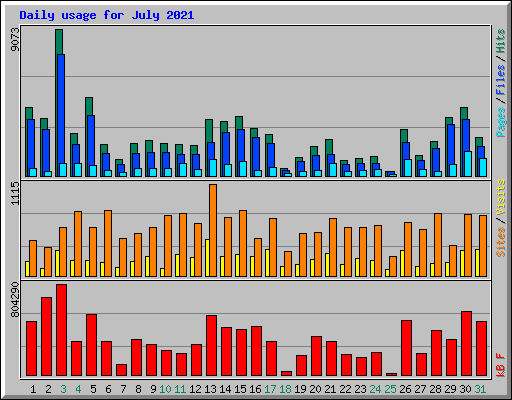 Daily usage for July 2021
9073
Pages / Files / Hits
1115
Sites / Visits
804290
kB F
1 2 3 4 5 6 7 8 9 10 11 12 13 14 15 16 17 18 19 20 21 22 23 24 25 26 27 28 29 30 31